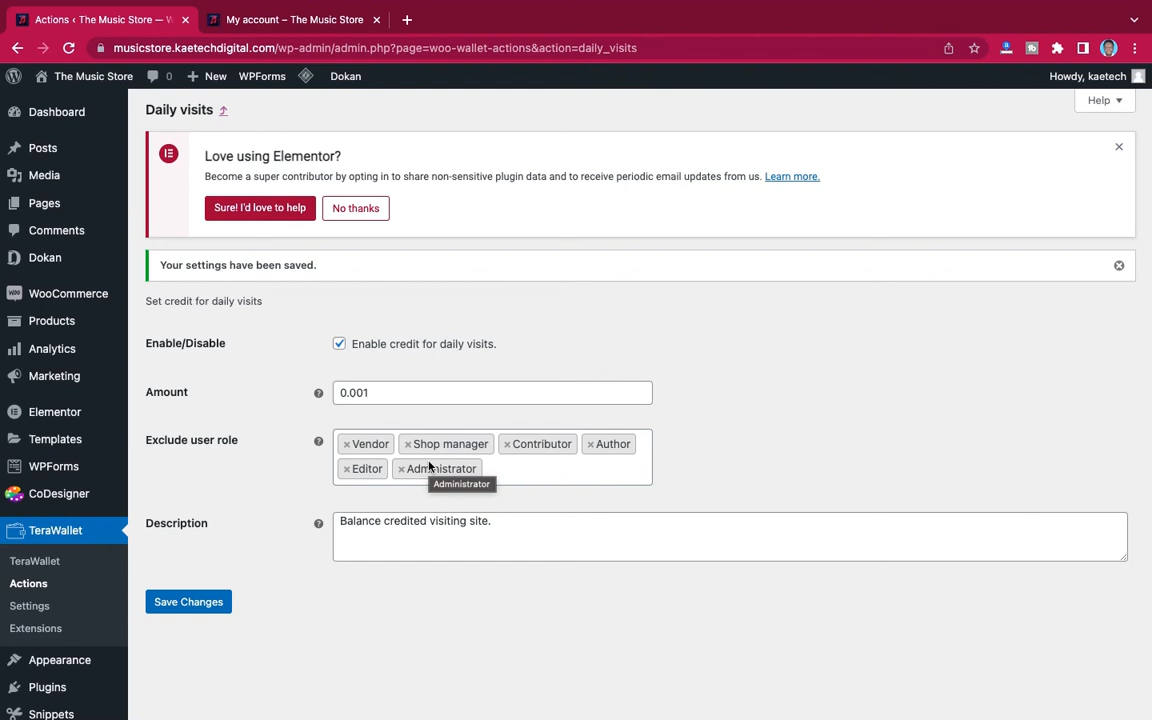 Actions ‹ The Music Store — W
My account – The Music Store
musicstore.kaetechdigital.com/wp-admin/admin.php?page=woo-wallet-actions&action=daily_visits
The Music Store
0
New
WPForms
Dokan
Howdy, kaetech
Dashboard
Posts
Media
Pages
Comments
Dokan
WooCommerce
Products
Analytics
Marketing
Elementor
Templates
WPForms
CoDesigner
TeraWallet
TeraWallet
Actions
Settings
Extensions
Appearance
Plugins
Snippets
Daily visits
Help
Love using Elementor?
Become a super contributor by opting in to share non-sensitive plugin data and to receive periodic email updates from us. Learn more.
Sure! I'd love to help
No thanks
Your settings have been saved.
Set credit for daily visits
Enable/Disable
Enable credit for daily visits.
Amount
0.001
Exclude user role
× Vendor × Shop manager × Contributor × Author
× Editor × Administrator
Administrator
Description
Balance credited visiting site.
Save Changes